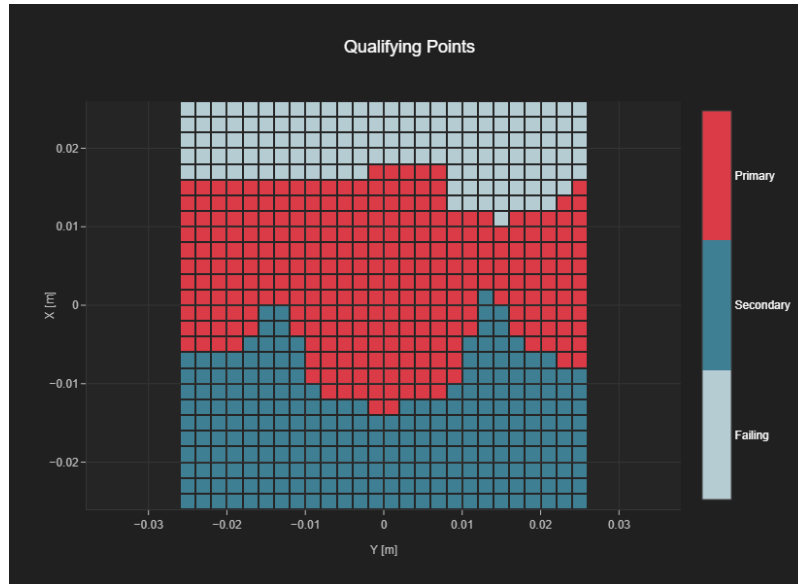 Qualifying Points
0.02
0.01
0
−0.01
−0.02
X [m]
−0.03
−0.02
−0.01
0
0.01
0.02
0.03
Y [m]
Primary
Secondary
Failing